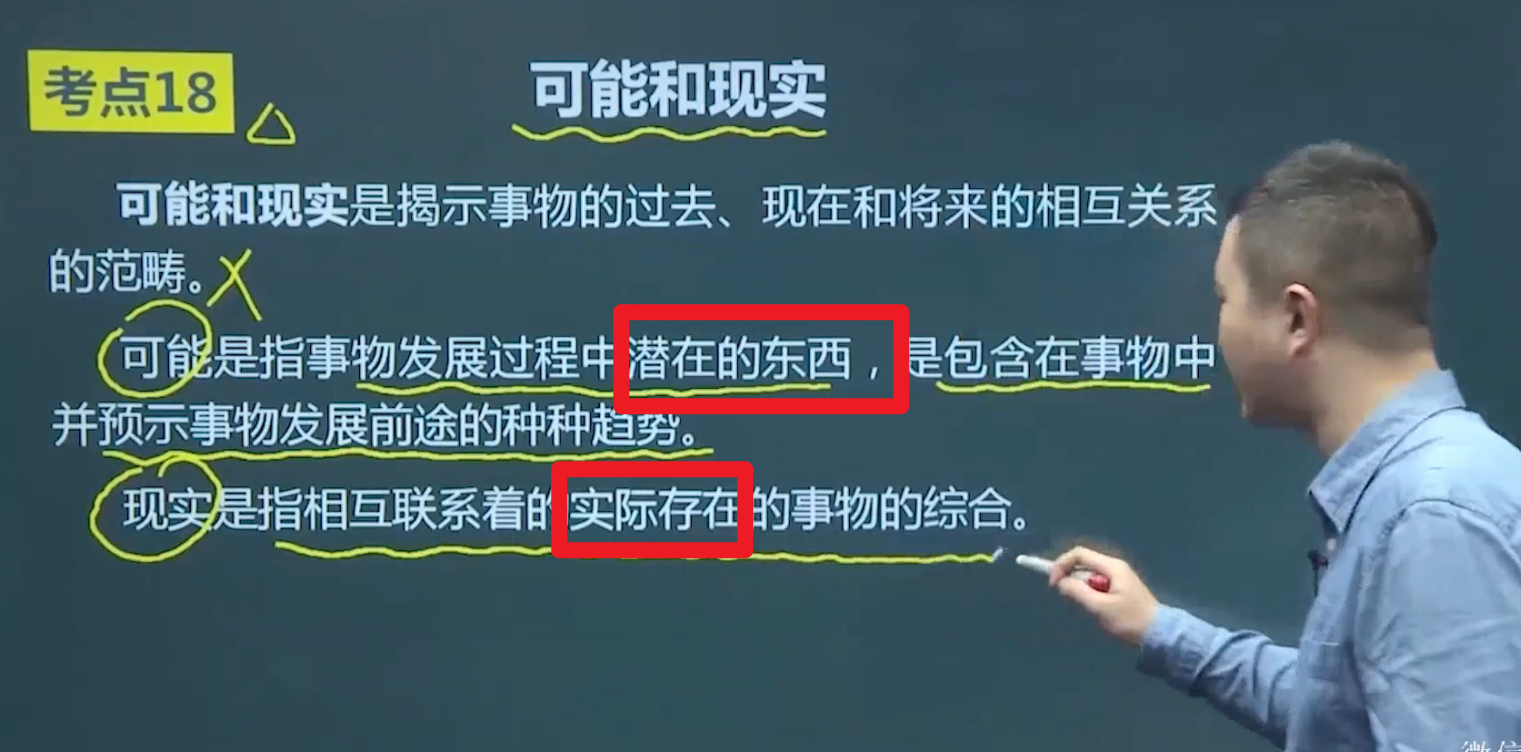 考点18
可能和现实
可能和现实是揭示事物的过去、现在和将来的相互关系
的范畴。
可能是指事物发展过程中潜在的东西，是包含在事物中
并预示事物发展前途的种种趋势。
现实是指相互联系着的实际存在的事物的综合。
微信